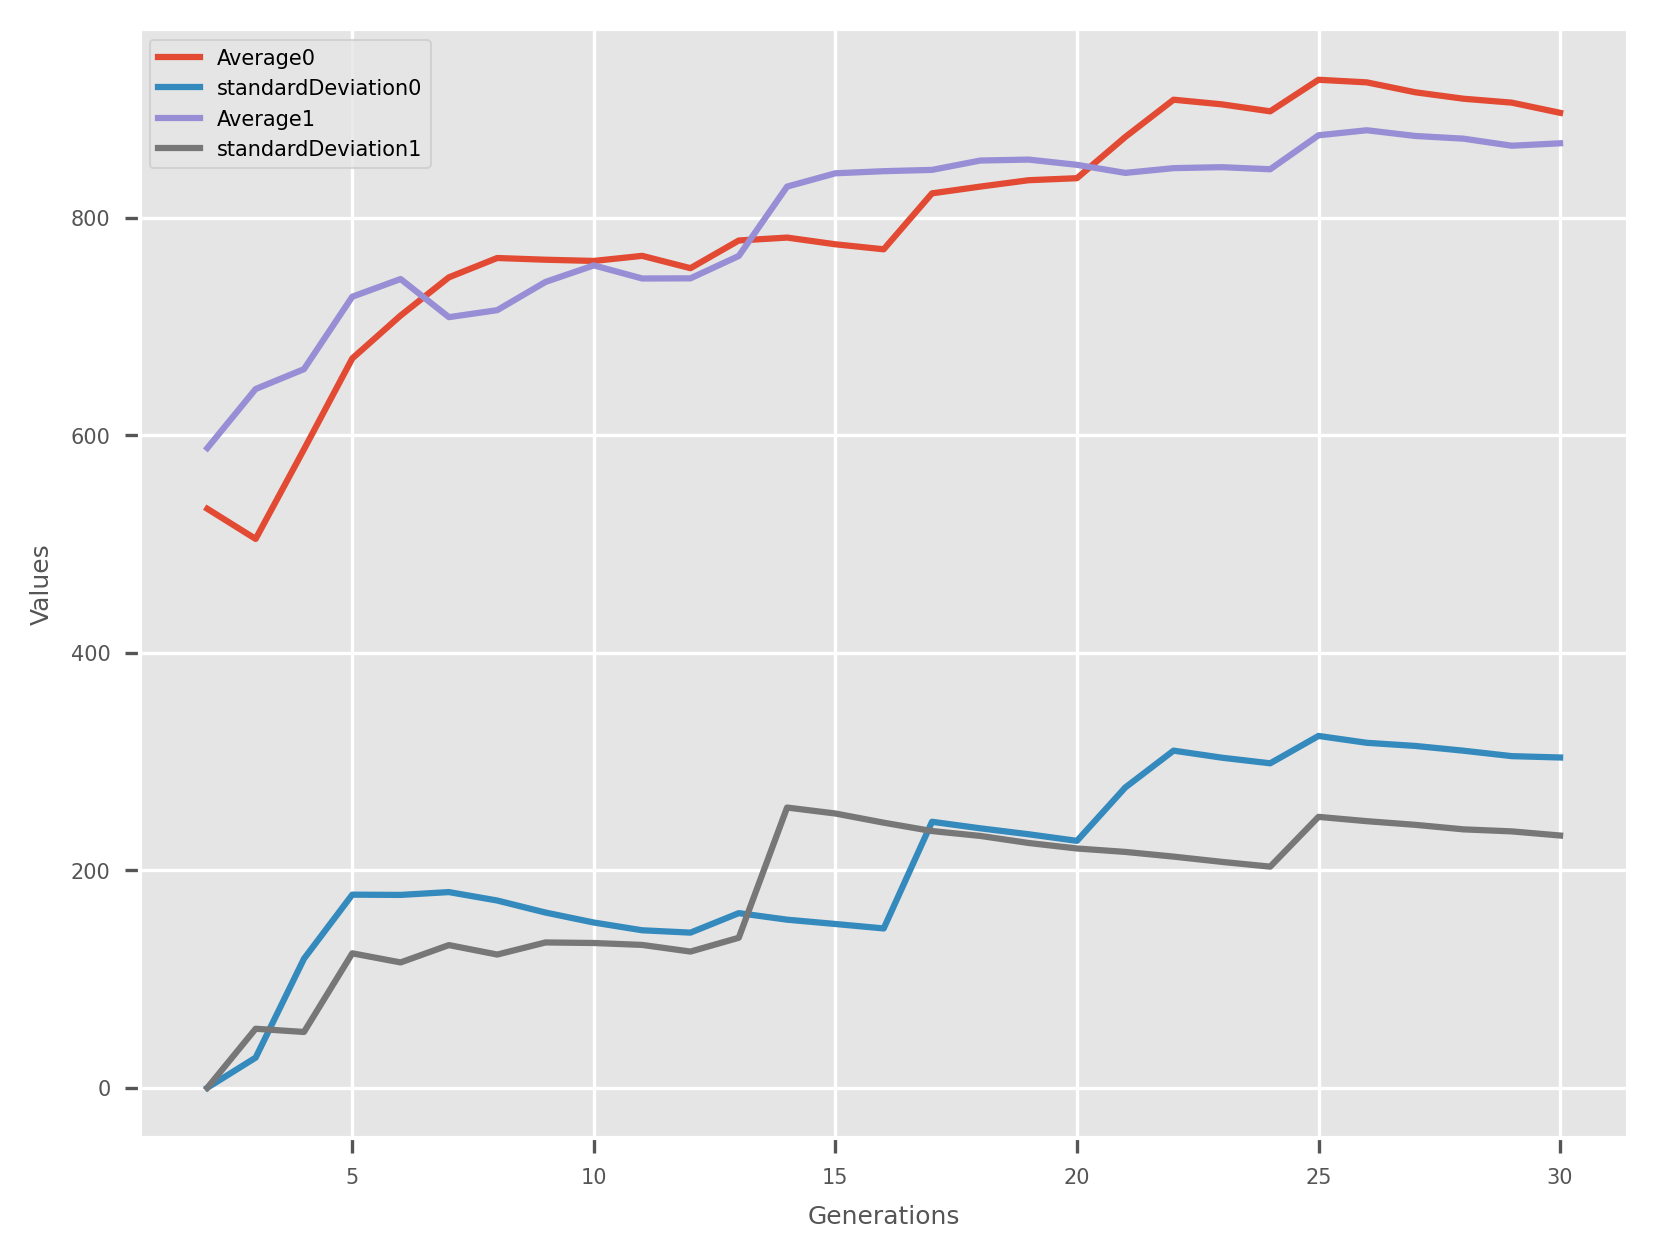 Average0
standardDeviation0
Average1
standardDeviation1
800
600
400
200
0
Values
5 10 15 20 25 30
Generations